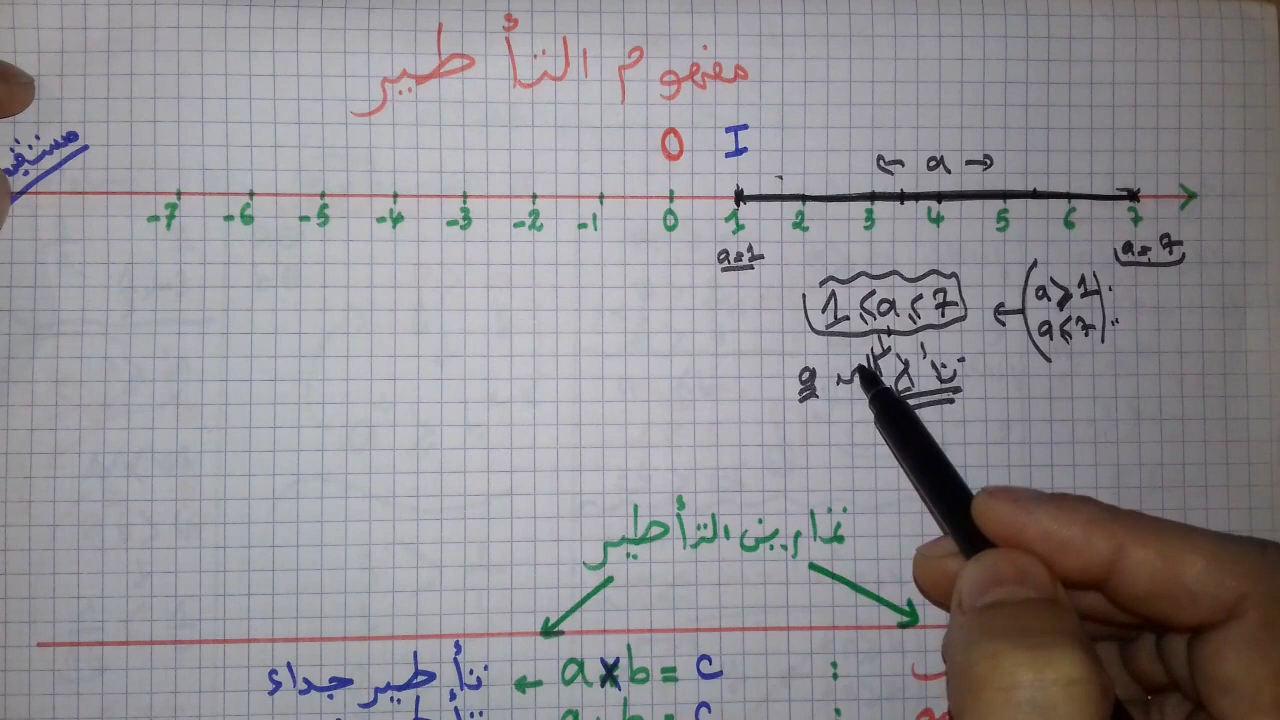 مفهوم التأطير
O I
← a →
-7 -6 -5 -4 -3 -2 -1 0 1 2 3 4 5 6 7
a=1 a=7
1 ⩽ a ⩽ 7 ← (a ⩾ 1
a ⩽ 7)
a
تمارين التأطير
تأطير جداء ← a×b = c :